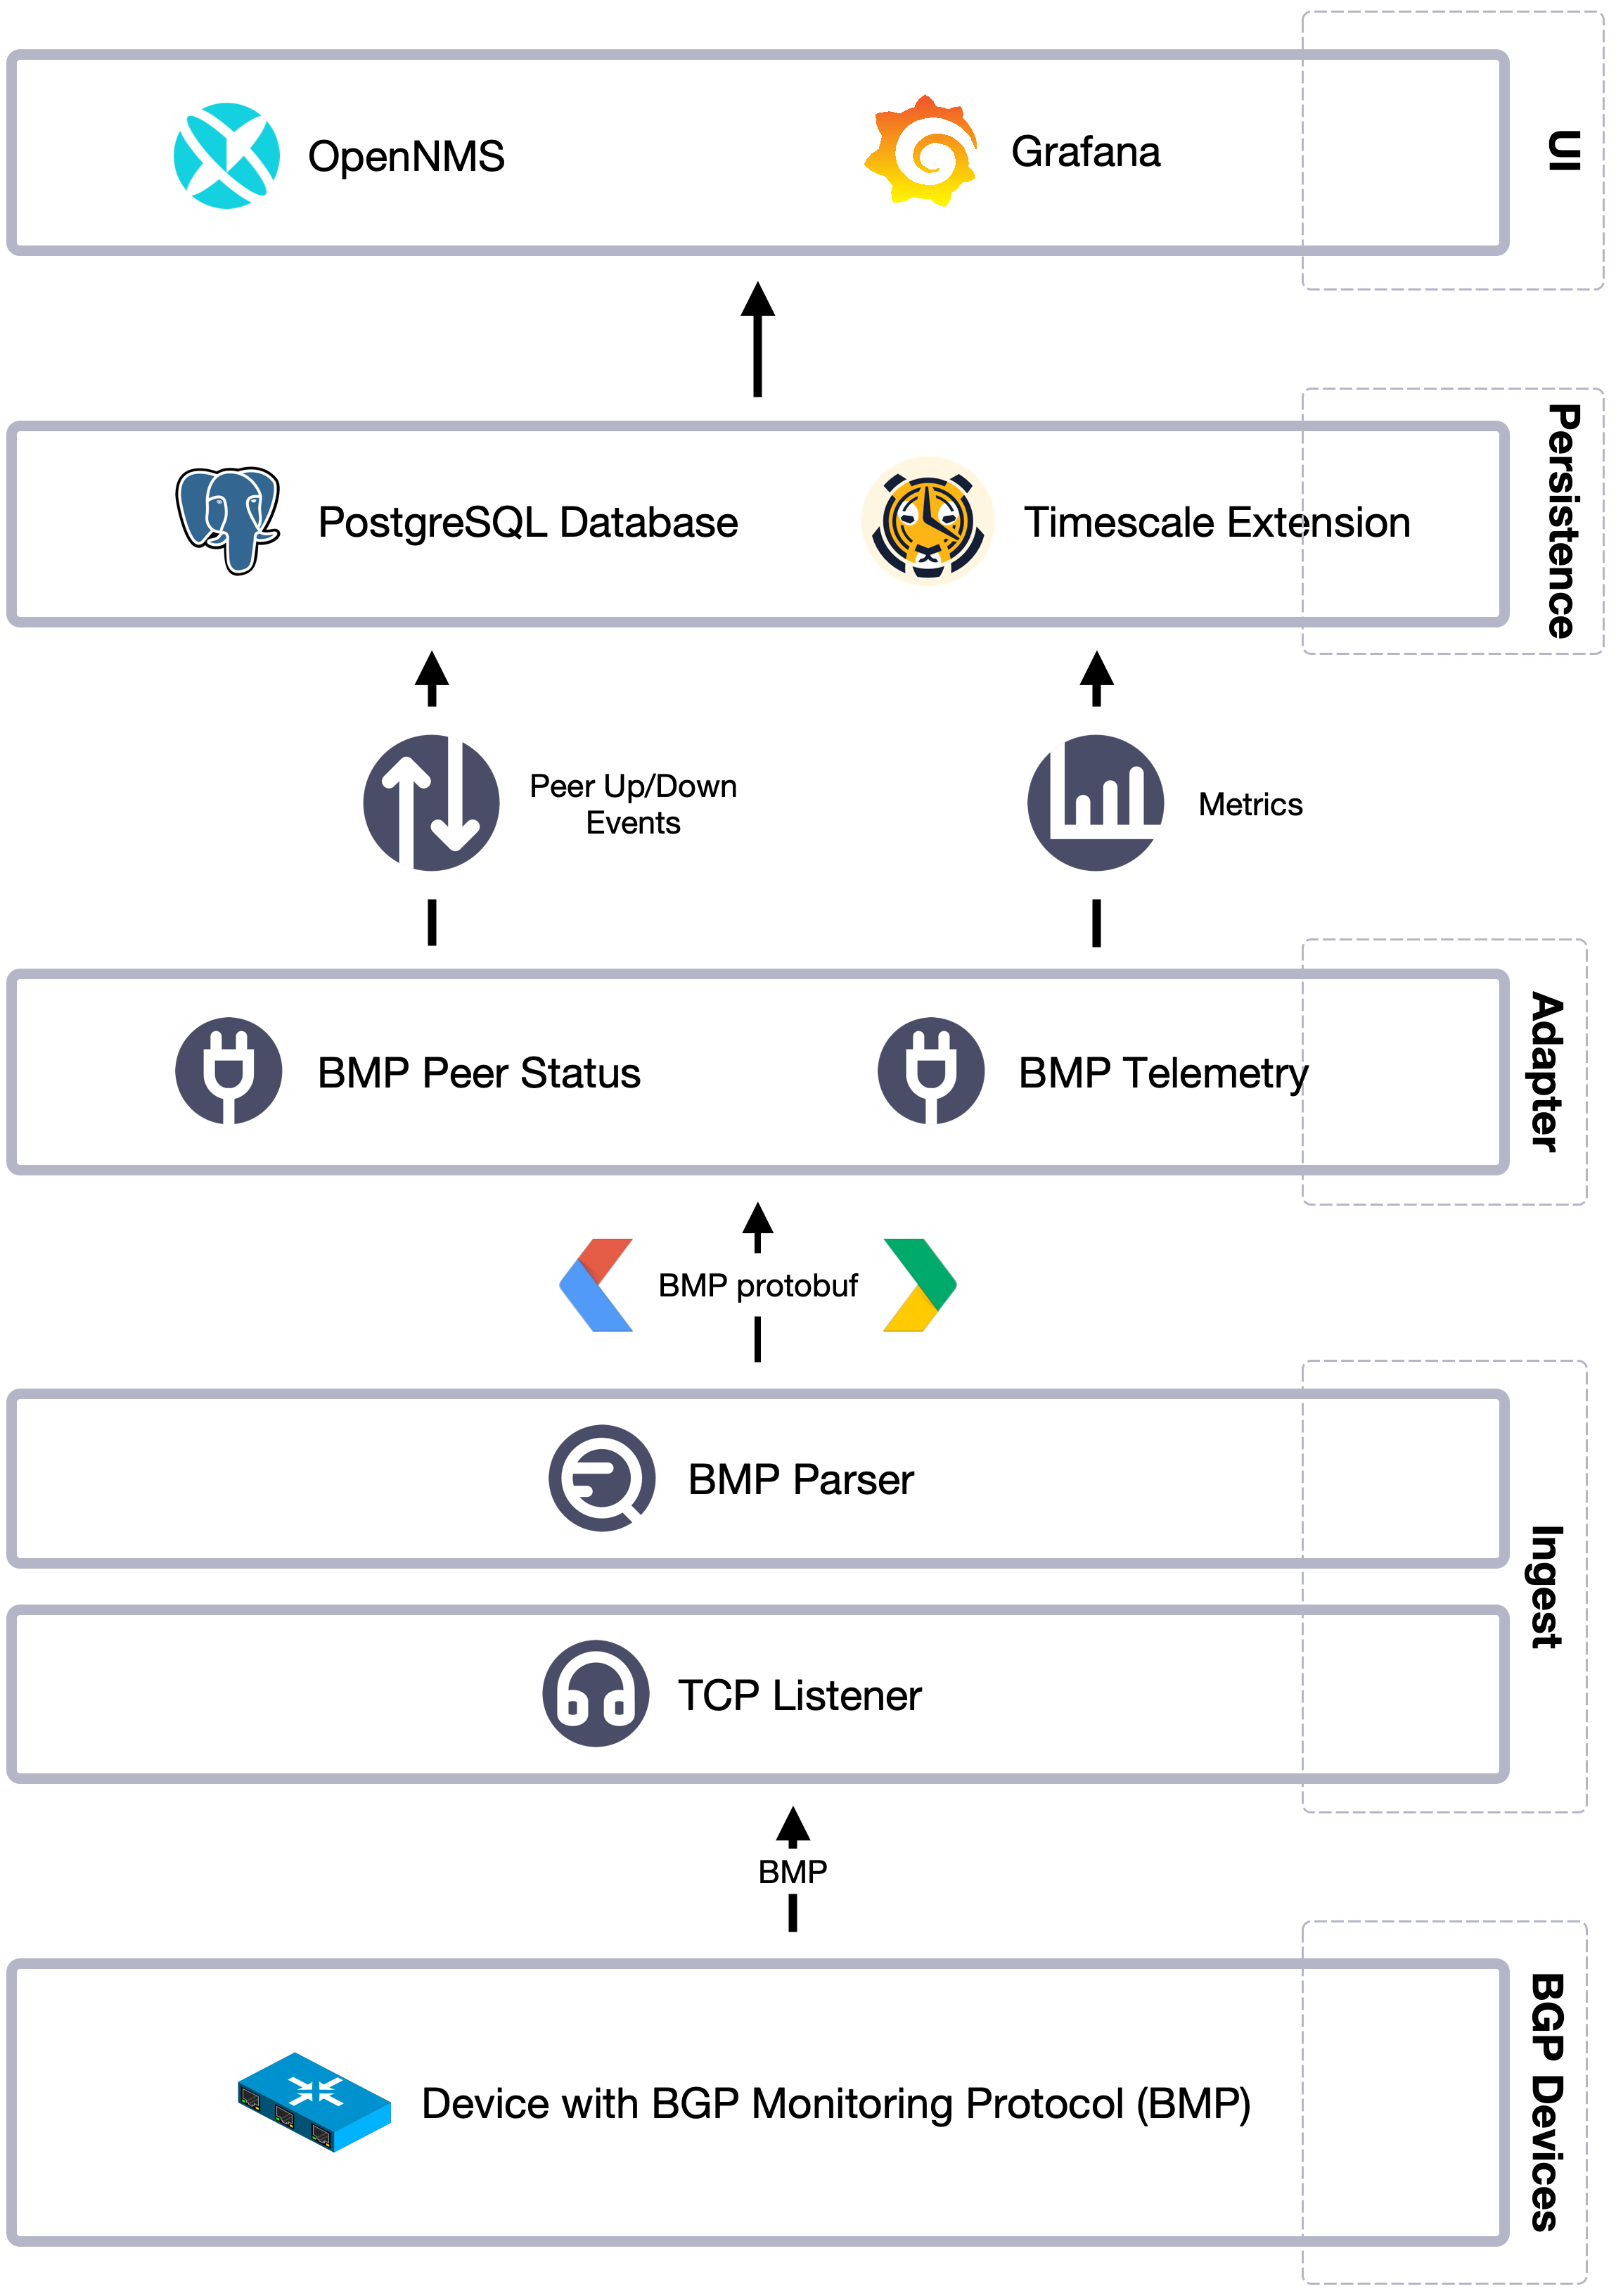 OpenNMS
Grafana
UI
PostgreSQL Database
Timescale Extension
Persistence
Peer Up/Down
Events
Metrics
BMP Peer Status
BMP Telemetry
Adapter
BMP protobuf
BMP Parser
Ingest
TCP Listener
BMP
Device with BGP Monitoring Protocol (BMP)
BGP Devices